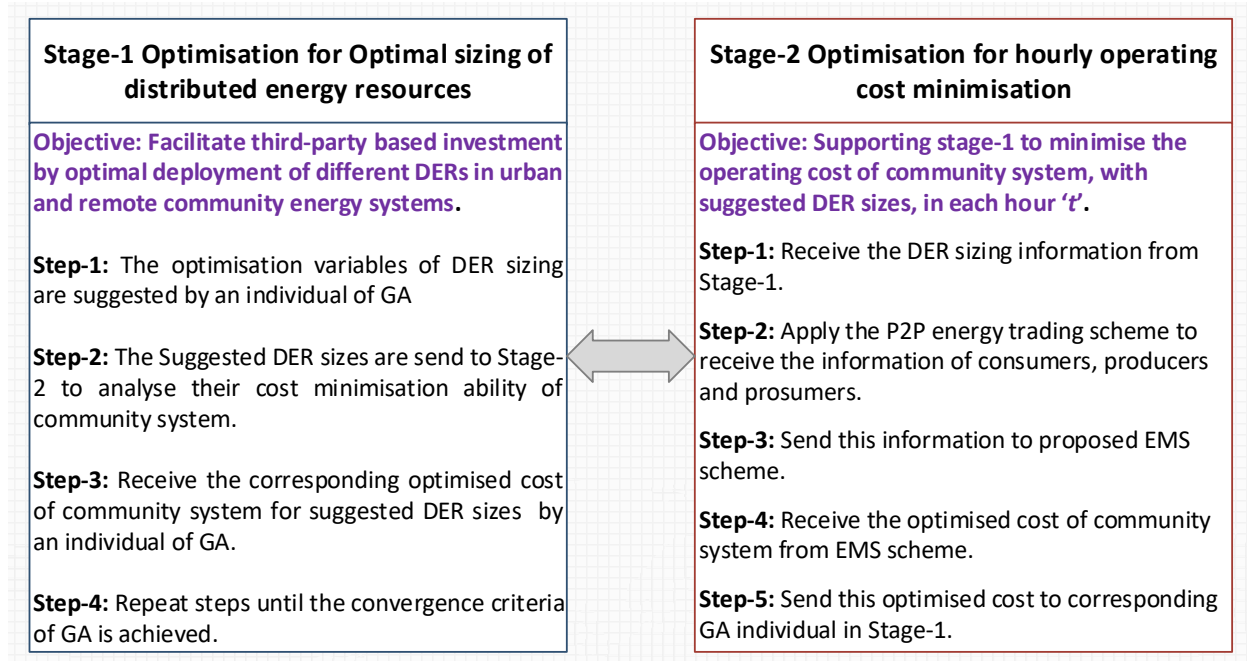 Stage-1 Optimisation for Optimal sizing of
distributed energy resources
Objective: Facilitate third-party based investment
by optimal deployment of different DERs in urban
and remote community energy systems.
Step-1: The optimisation variables of DER sizing
are suggested by an individual of GA
Step-2: The Suggested DER sizes are send to Stage-
2 to analyse their cost minimisation ability of
community system.
Step-3: Receive the corresponding optimised cost
of community system for suggested DER sizes by
an individual of GA.
Step-4: Repeat steps until the convergence criteria
of GA is achieved.
Stage-2 Optimisation for hourly operating
cost minimisation
Objective: Supporting stage-1 to minimise the
operating cost of community system, with
suggested DER sizes, in each hour ‘t’.
Step-1: Receive the DER sizing information from
Stage-1.
Step-2: Apply the P2P energy trading scheme to
receive the information of consumers, producers
and prosumers.
Step-3: Send this information to proposed EMS
scheme.
Step-4: Receive the optimised cost of community
system from EMS scheme.
Step-5: Send this optimised cost to corresponding
GA individual in Stage-1.